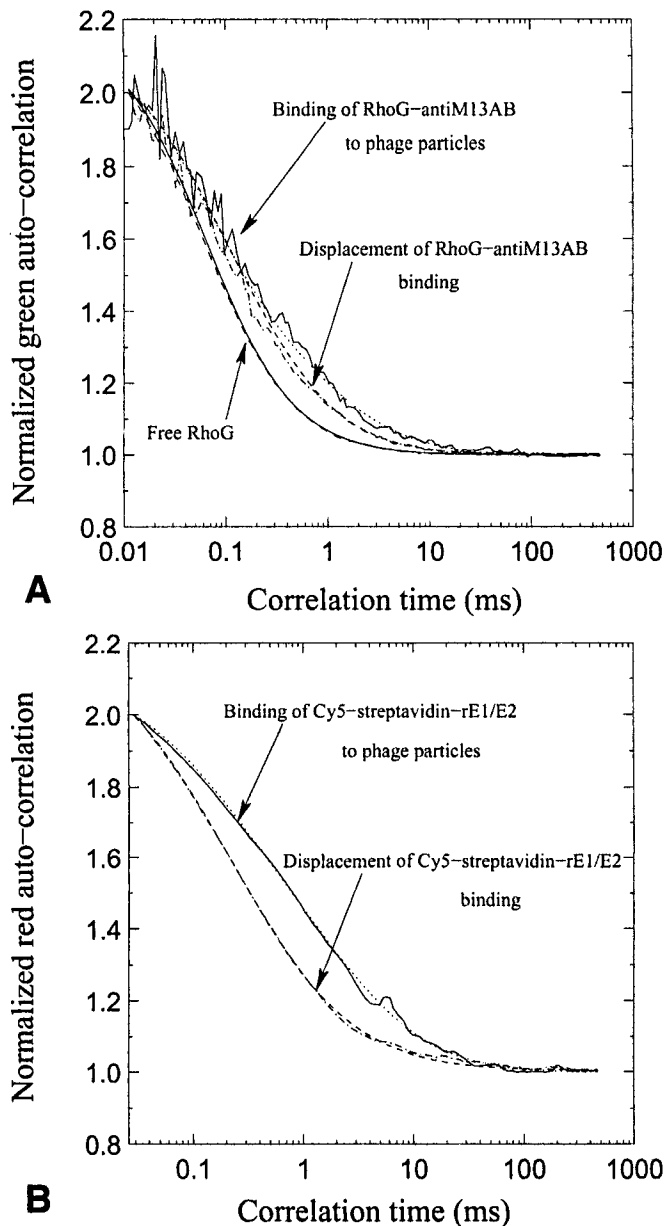 2.2
2.0
1.8
1.6
1.4
1.2
1.0
0.8
Normalized green auto−correlation
Binding of RhoG−antiM13AB
to phage particles
Displacement of RhoG−antiM13AB
binding
Free RhoG
0.01 0.1 1 10 100 1000
Correlation time (ms)
A
2.2
2.0
1.8
1.6
1.4
1.2
1.0
0.8
Normalized red auto−correlation
Binding of Cy5−streptavidin−rE1/E2
to phage particles
Displacement of Cy5−streptavidin−rE1/E2
binding
0.1 1 10 100 1000
Correlation time (ms)
B